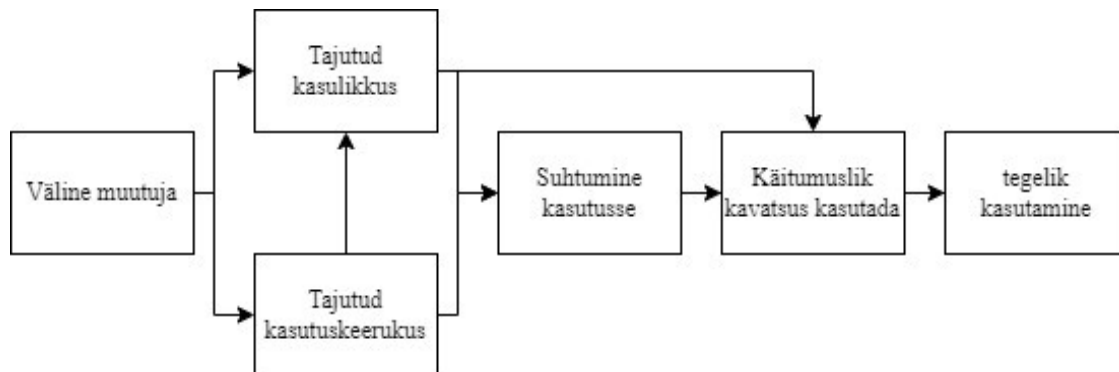 Tajutud
kasulikkus
Väline muutuja
Suhtumine
kasutusse
Käitumuslik
kavatsus kasutada
tegelik
kasutamine
Tajutud
kasutuskeerukus